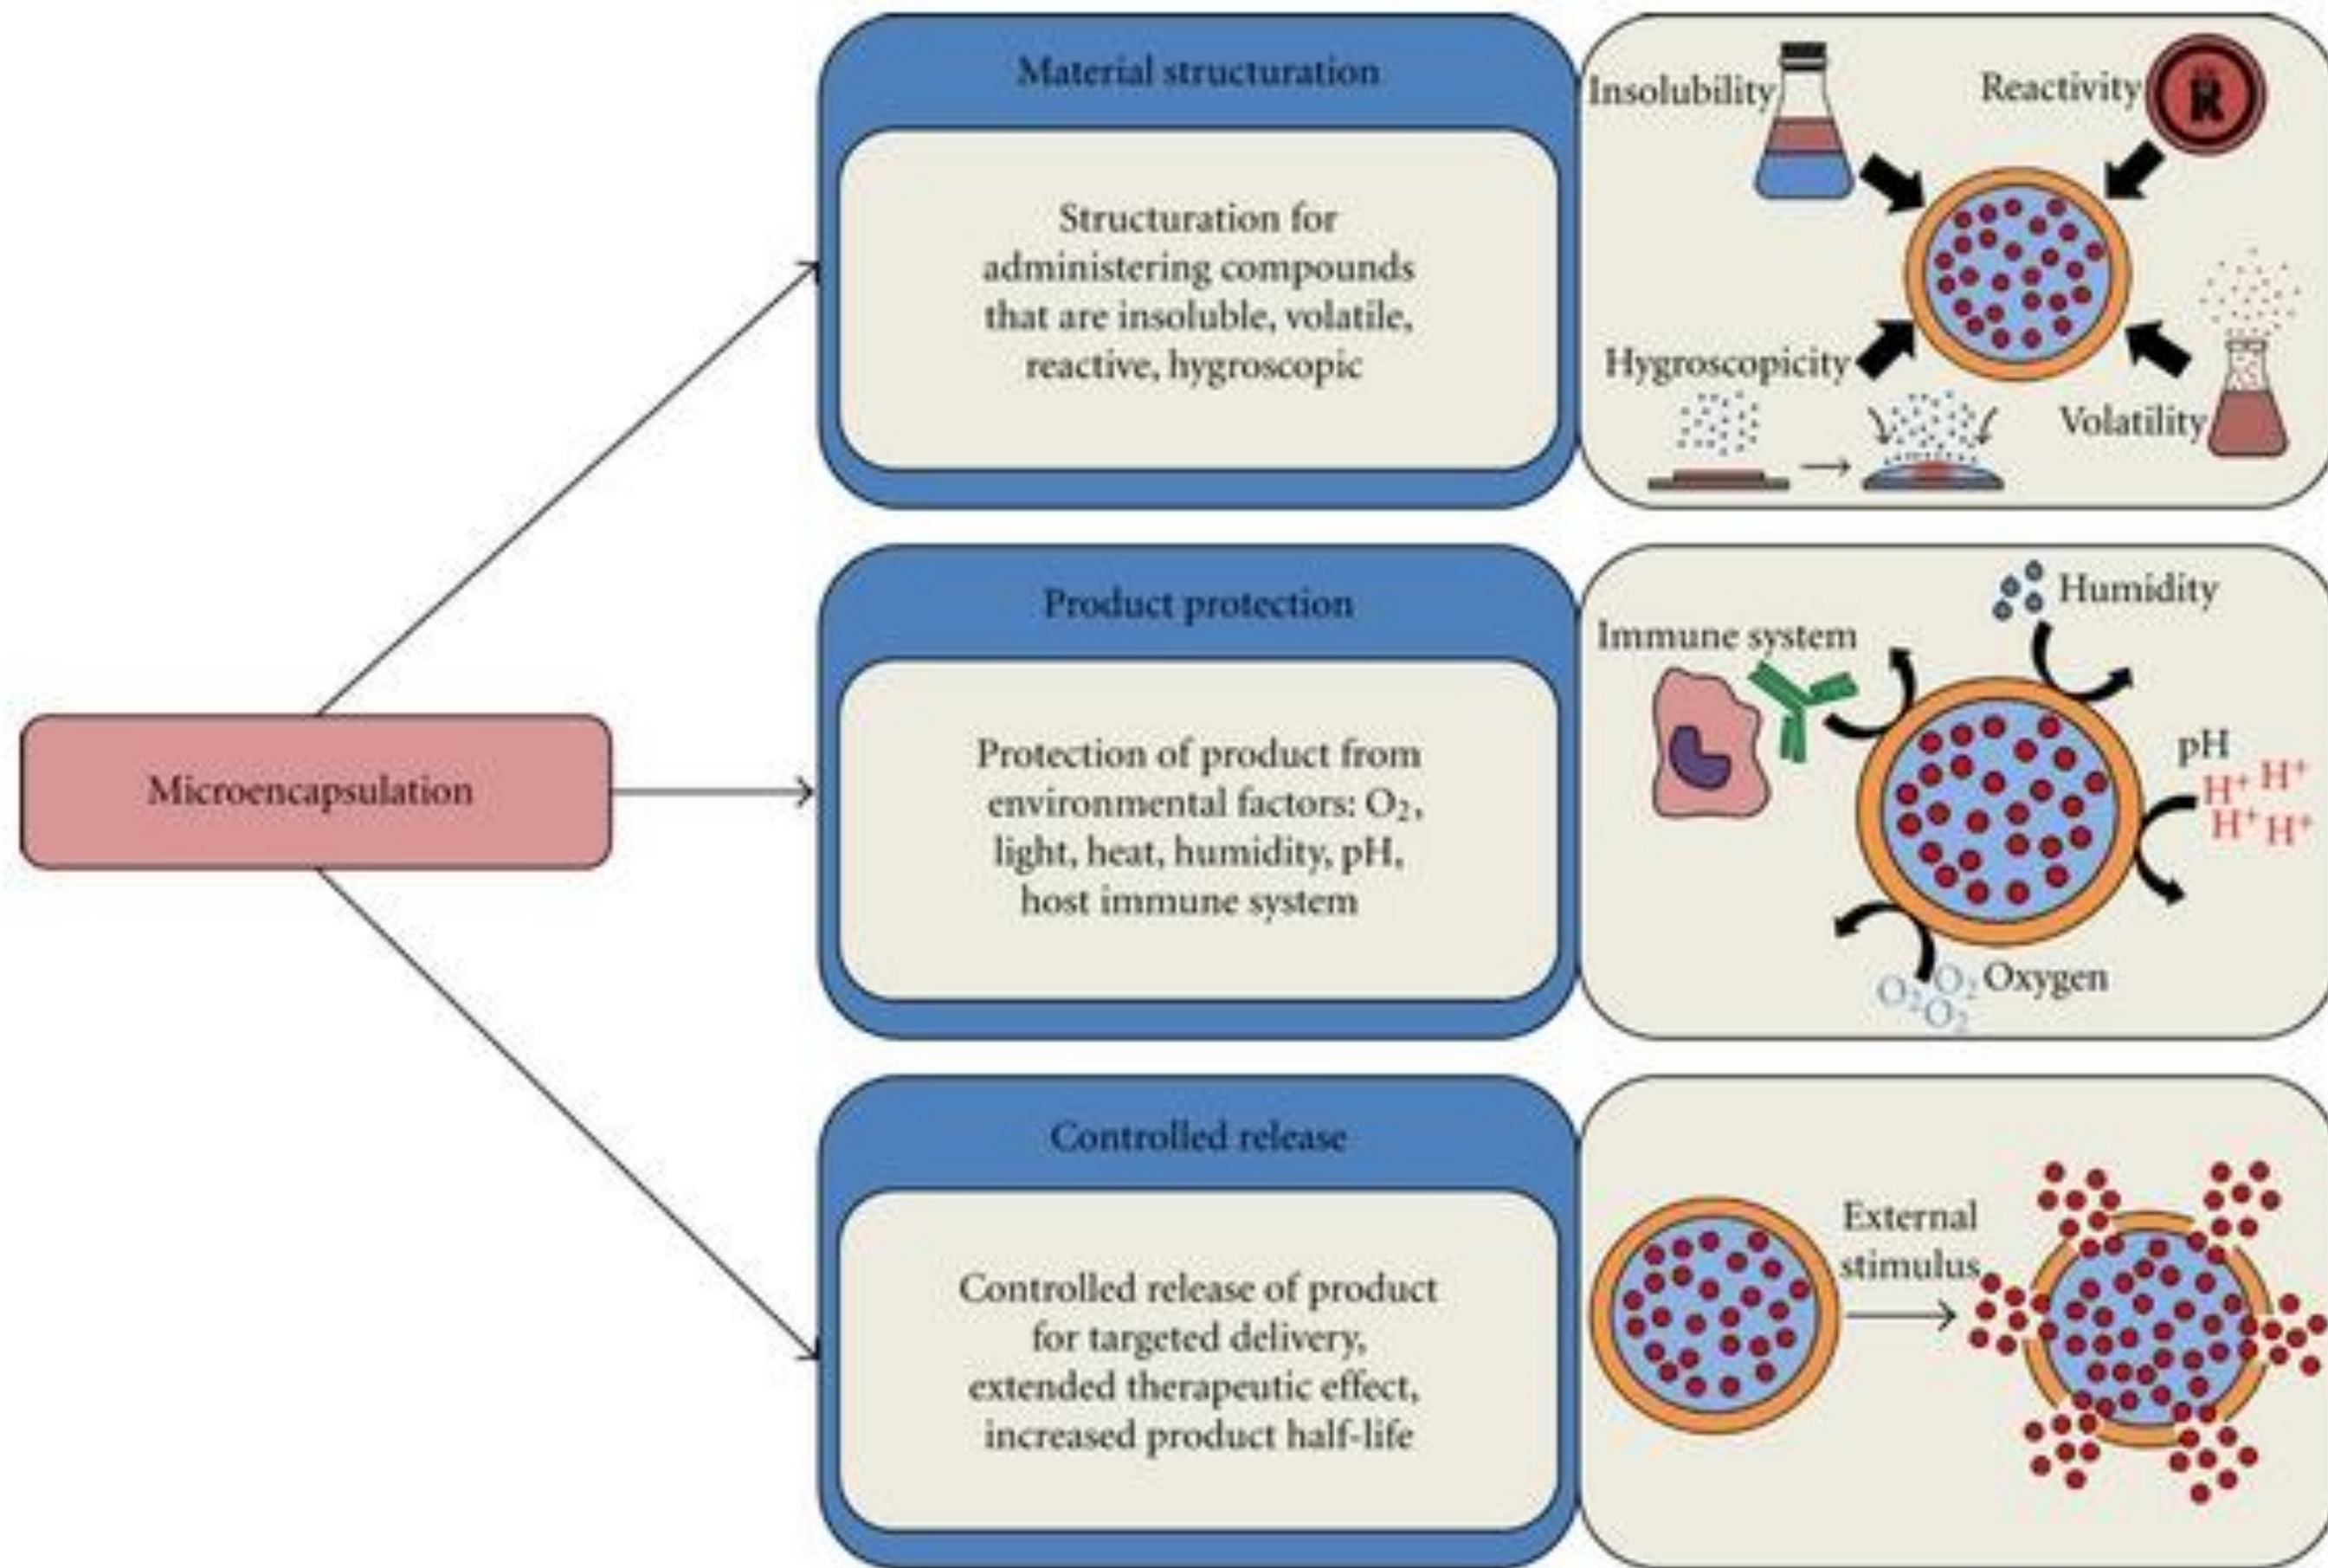 Microencapsulation
Material structuration
Structuration for
administering compounds
that are insoluble, volatile,
reactive, hygroscopic
Insolubility
Reactivity
R
Hygroscopicity
Volatility
Product protection
Protection of product from
environmental factors: O₂,
light, heat, humidity, pH,
host immune system
Humidity
Immune system
pH
H⁺ H⁺
H⁺ H⁺
Oxygen
O₂ O₂
O₂
Controlled release
Controlled release of product
for targeted delivery,
extended therapeutic effect,
increased product half-life
External
stimulus